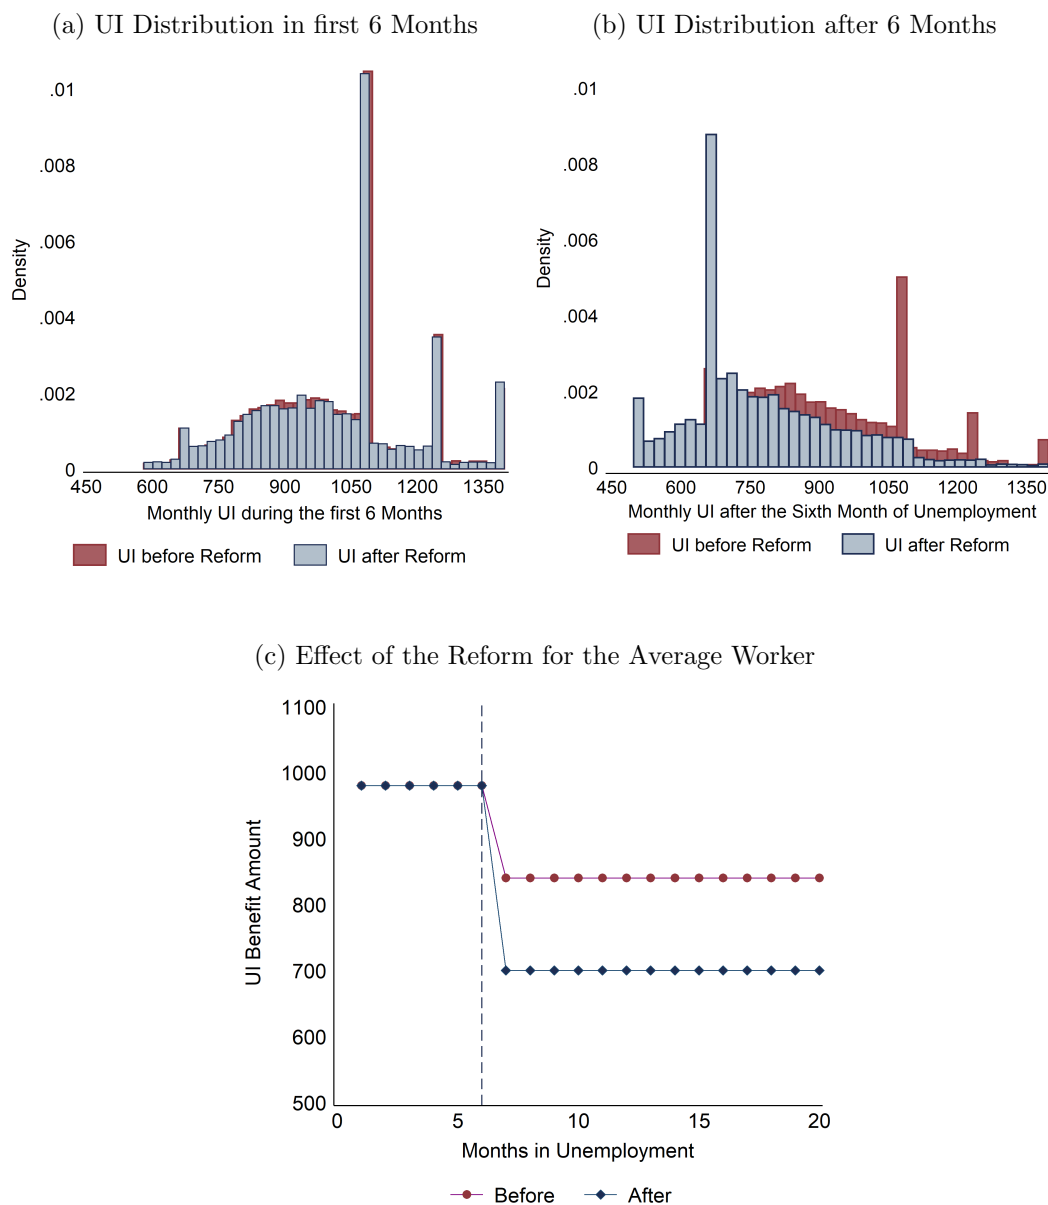 (a) UI Distribution in first 6 Months
.01
.008
.006
.004
.002
0
Density
450 600 750 900 1050 1200 1350
Monthly UI during the first 6 Months
UI before Reform UI after Reform
(b) UI Distribution after 6 Months
.01
.008
.006
.004
.002
0
Density
450 600 750 900 1050 1200 1350
Monthly UI after the Sixth Month of Unemployment
UI before Reform UI after Reform
(c) Effect of the Reform for the Average Worker
1100
1000
900
800
700
600
500
UI Benefit Amount
0 5 10 15 20
Months in Unemployment
Before After